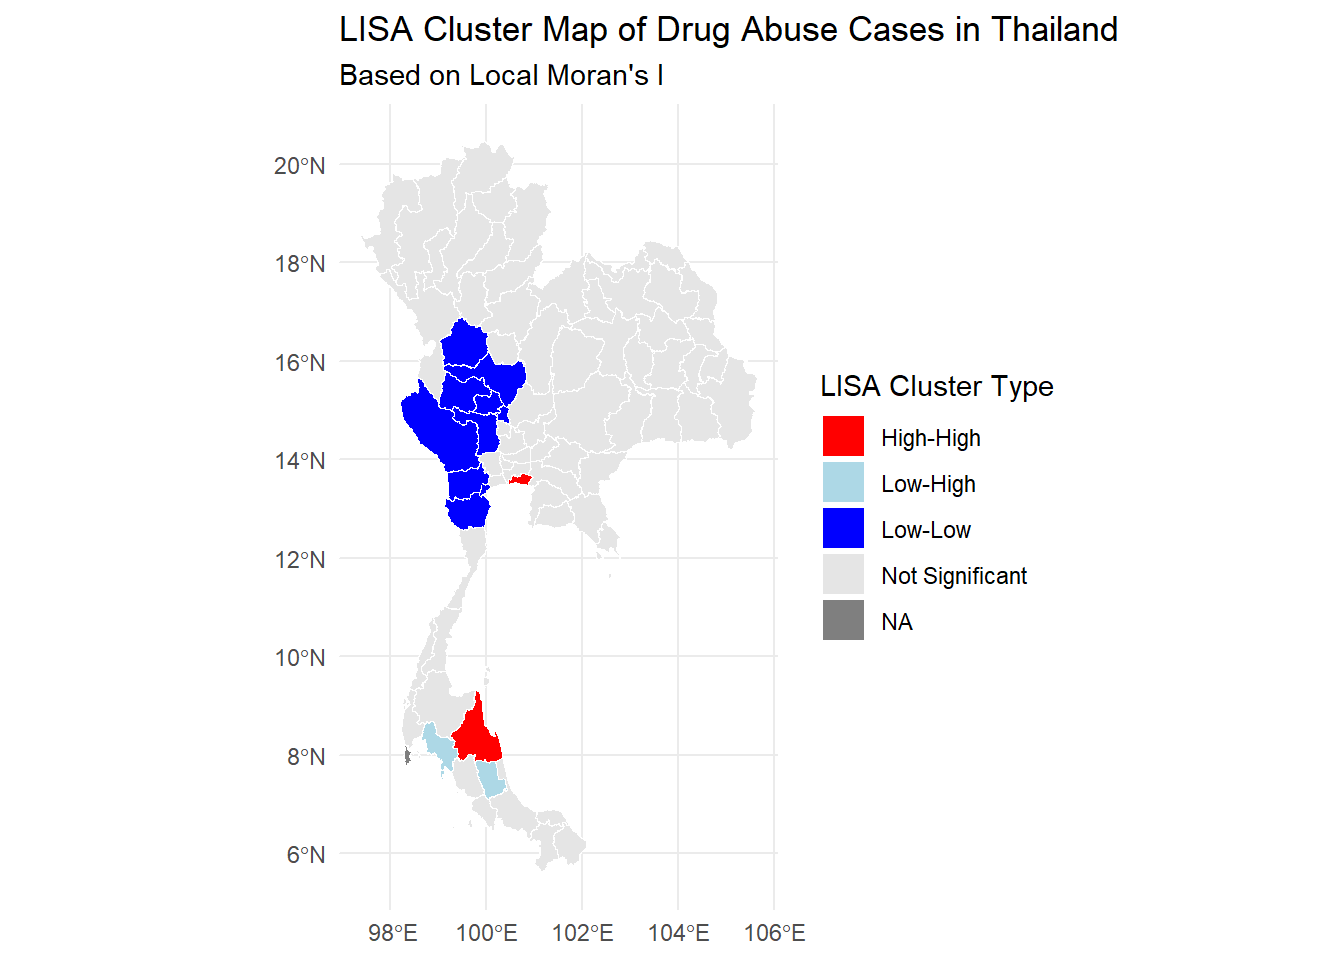 LISA Cluster Map of Drug Abuse Cases in Thailand
Based on Local Moran's I
20°N
18°N
16°N
14°N
12°N
10°N
8°N
6°N
98°E 100°E 102°E 104°E 106°E
LISA Cluster Type
High-High
Low-High
Low-Low
Not Significant
NA